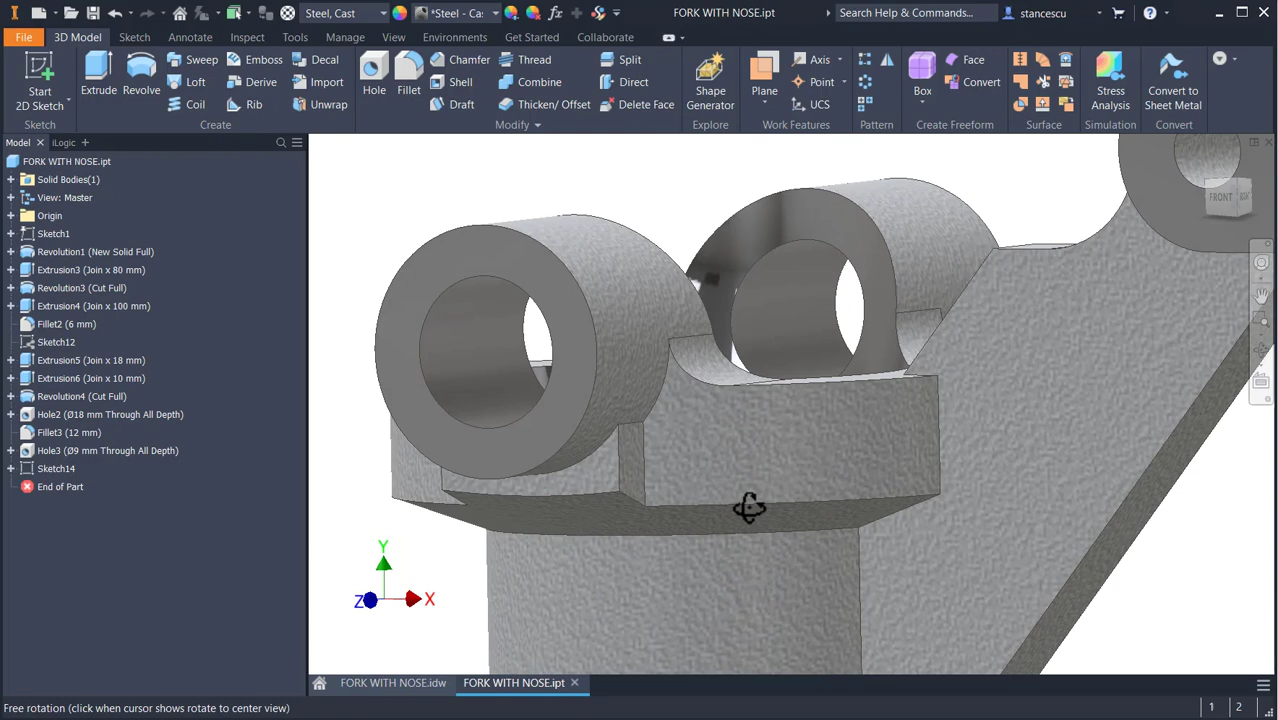 Steel, Cast
*Steel - Cas
FORK WITH NOSE.ipt
Search Help & Commands...
stancescu
File
3D Model
Sketch
Annotate
Inspect
Tools
Manage
View
Environments
Get Started
Collaborate
Start
2D Sketch
Extrude
Revolve
Sweep
Loft
Coil
Emboss
Derive
Rib
Decal
Import
Unwrap
Hole
Fillet
Chamfer
Shell
Draft
Thread
Combine
Thicken/ Offset
Split
Direct
Delete Face
Shape
Generator
Plane
Axis
Point
UCS
Box
Face
Convert
Stress
Analysis
Convert to
Sheet Metal
Sketch
Create
Modify
Explore
Work Features
Pattern
Create Freeform
Surface
Simulation
Convert
Model
iLogic
FORK WITH NOSE.ipt
Solid Bodies(1)
View: Master
Origin
Sketch1
Revolution1 (New Solid Full)
Extrusion3 (Join x 80 mm)
Revolution3 (Cut Full)
Extrusion4 (Join x 100 mm)
Fillet2 (6 mm)
Sketch12
Extrusion5 (Join x 18 mm)
Extrusion6 (Join x 10 mm)
Revolution4 (Cut Full)
Hole2 (Ø18 mm Through All Depth)
Fillet3 (12 mm)
Hole3 (Ø9 mm Through All Depth)
Sketch14
End of Part
FRONT
Y
Z
X
FORK WITH NOSE.idw
FORK WITH NOSE.ipt
Free rotation (click when cursor shows rotate to center view)
1
2